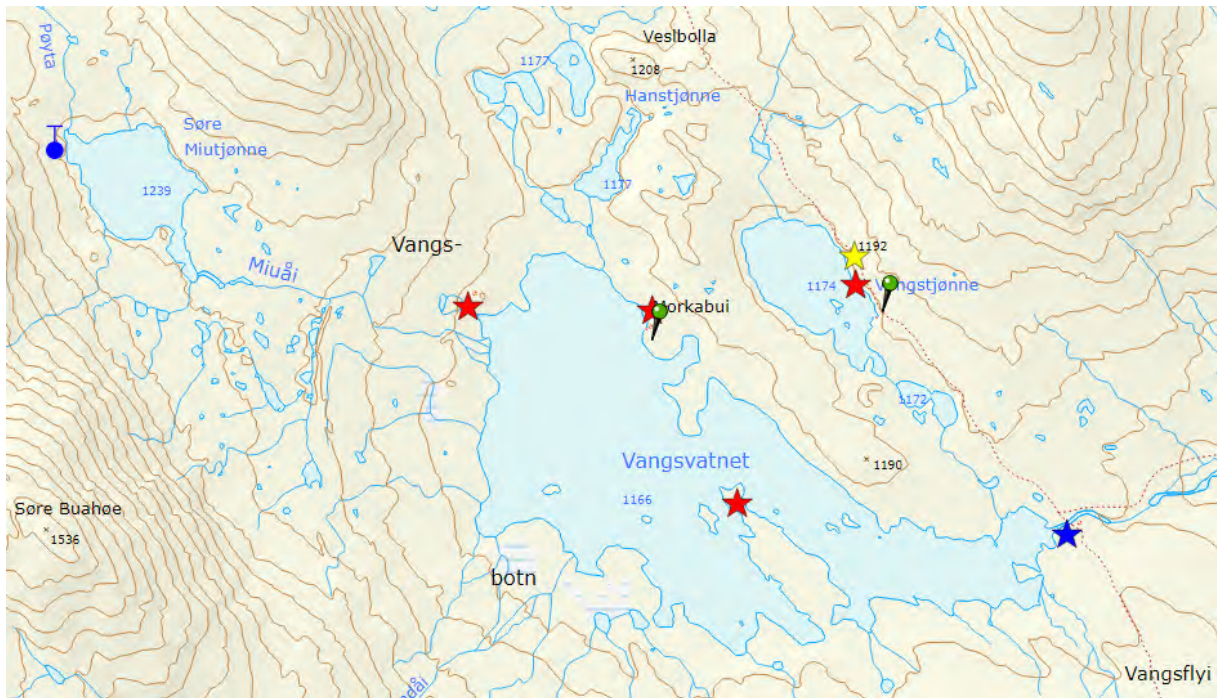 Pøyta
Veslbolla
1177
1208
Hanstjønne
Søre
Miutjønne
1239
1177
Vangs-
Miuåi
1192
1174
Vangstjønne
Morkabui
1172
Vangsvatnet
1190
1166
Søre Buahøe
1536
botn
Vangsflyi